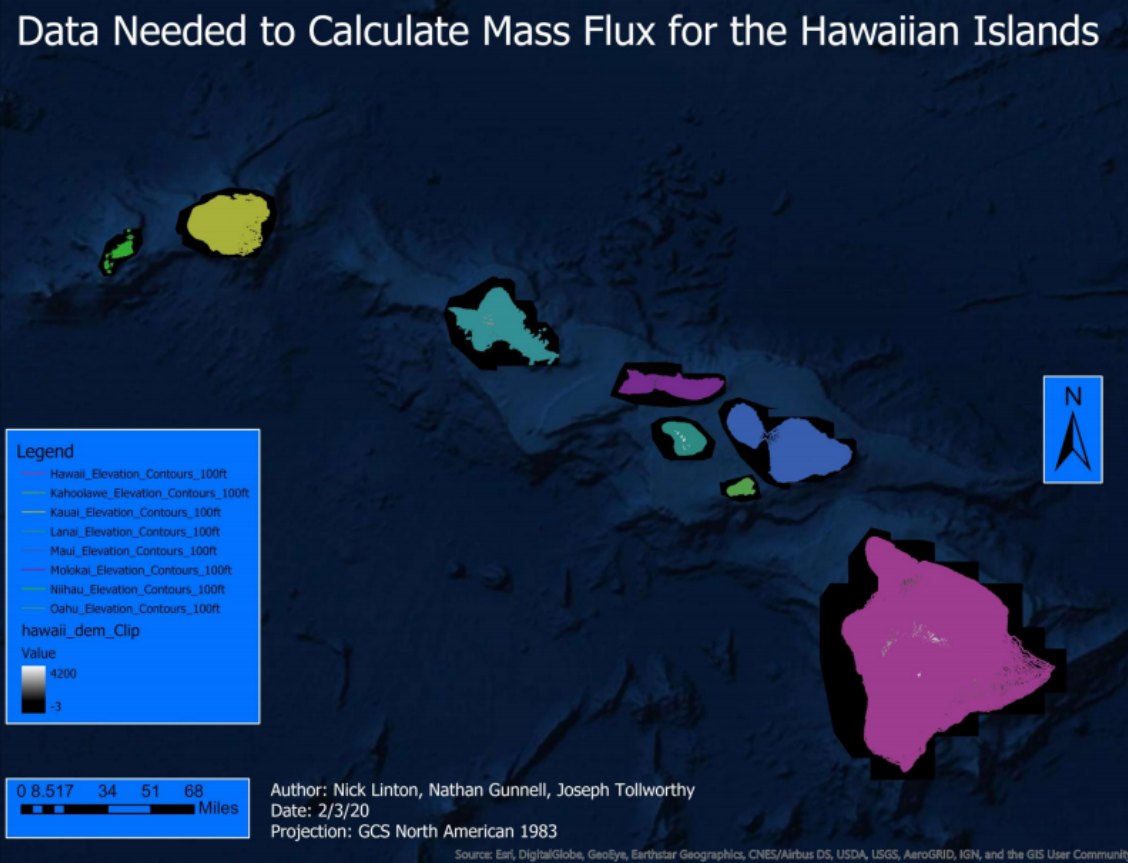 Data Needed to Calculate Mass Flux for the Hawaiian Islands
N
Legend
Hawaii_Elevation_Contours_100ft
Kahoolawe_Elevation_Contours_100ft
Kauai_Elevation_Contours_100ft
Lanai_Elevation_Contours_100ft
Maui_Elevation_Contours_100ft
Molokai_Elevation_Contours_100ft
Niihau_Elevation_Contours_100ft
Oahu_Elevation_Contours_100ft
hawaii_dem_Clip
Value
4200
-3
0 8.517 34 51 68
Miles
Author: Nick Linton, Nathan Gunnell, Joseph Tollworthy
Date: 2/3/20
Projection: GCS North American 1983
Source: Esri, DigitalGlobe, GeoEye, Earthstar Geographics, CNES/Airbus DS, USDA, USGS, AeroGRID, IGN, and the GIS User Communit